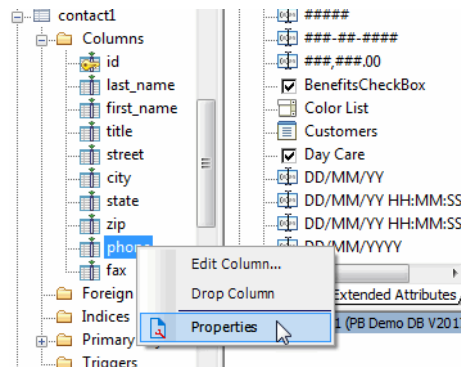 contact1
Columns
id
last_name
first_name
title
street
city
state
zip
phone
fax
Foreign
Indices
Primary
Triggers
#####
###-##-####
###,###.00
BenefitsCheckBox
Color List
Customers
Day Care
DD/MM/YY
DD/MM/YY HH:MM:SS
DD/MM/YY HH:MM:SS
DD/MM/YYYY
Edit Column...
Drop Column
Properties
Extended Attributes
1 (PB Demo DB V201